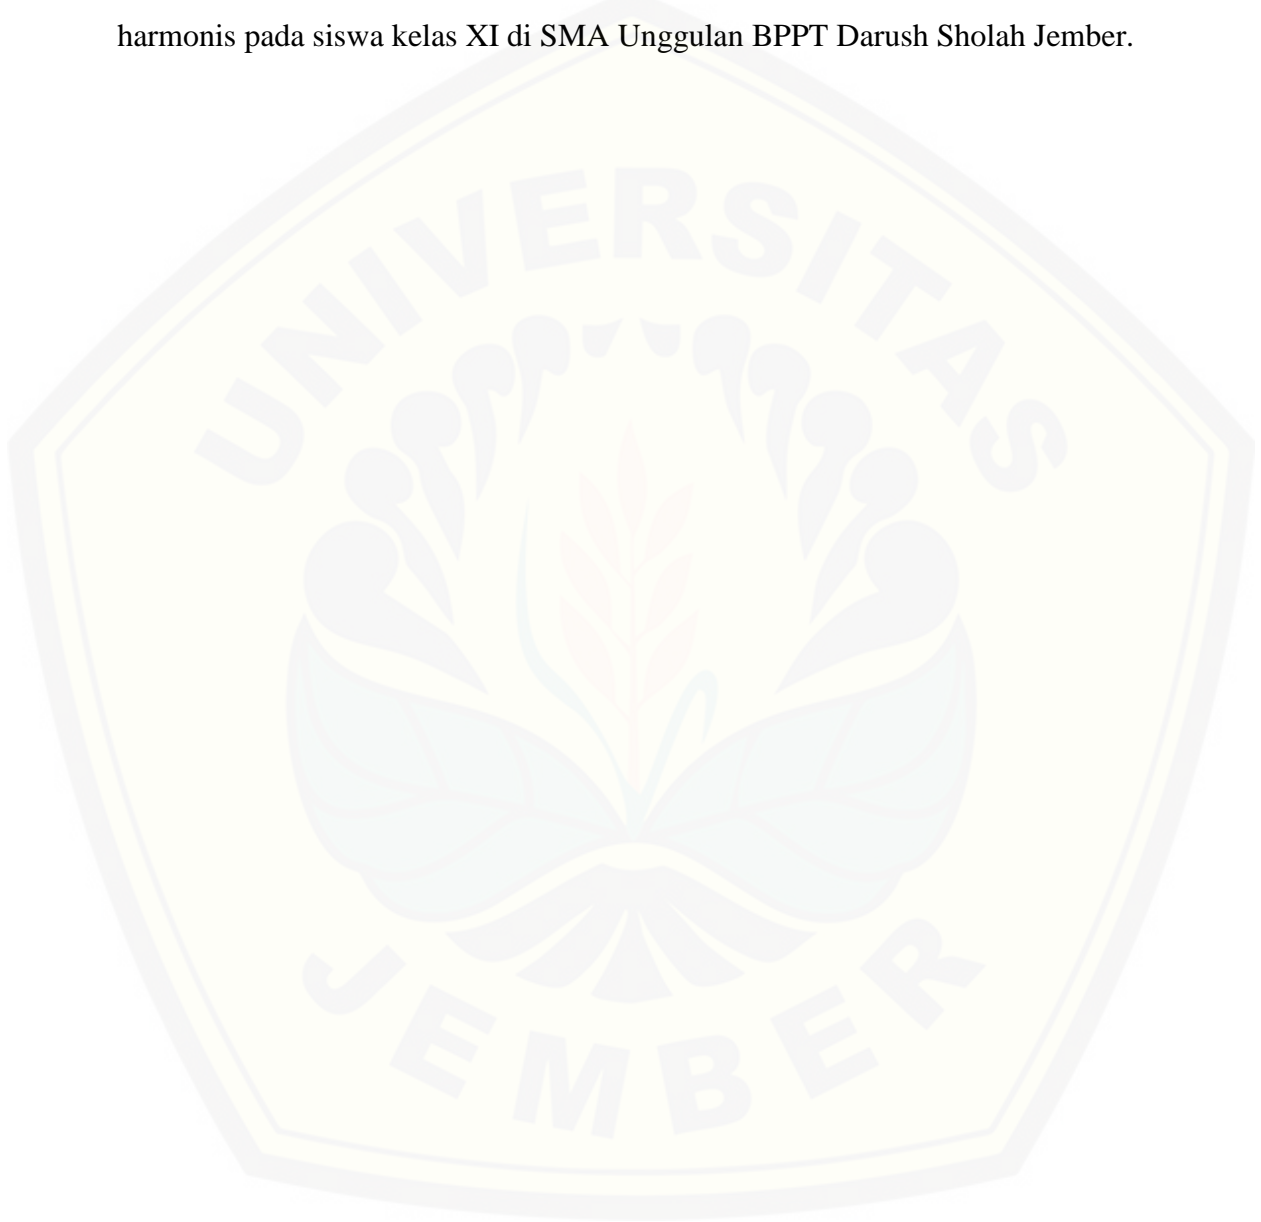 harmonis pada siswa kelas XI di SMA Unggulan BPPT Darush Sholah Jember.
UNIVERSITAS
JEMBER